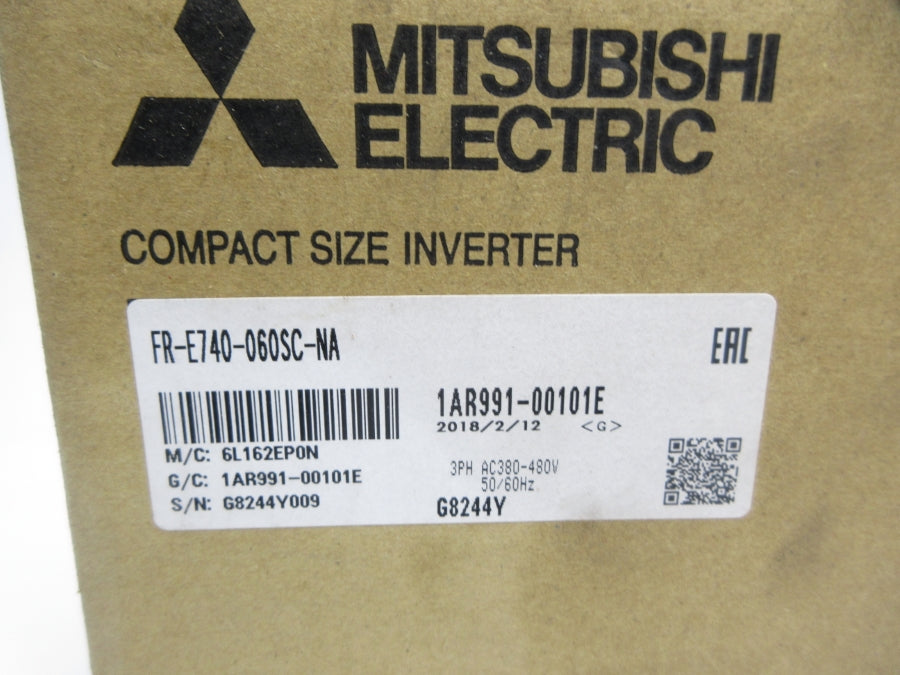 MITSUBISHI
ELECTRIC
COMPACT SIZE INVERTER
FR-E740-060SC-NA
EAC
1AR991-00101E
2018/2/12 <G>
M/C: 6L162EP0N
G/C: 1AR991-00101E
S/N: G8244Y009
3PH AC380-480V
50/60Hz
G8244Y